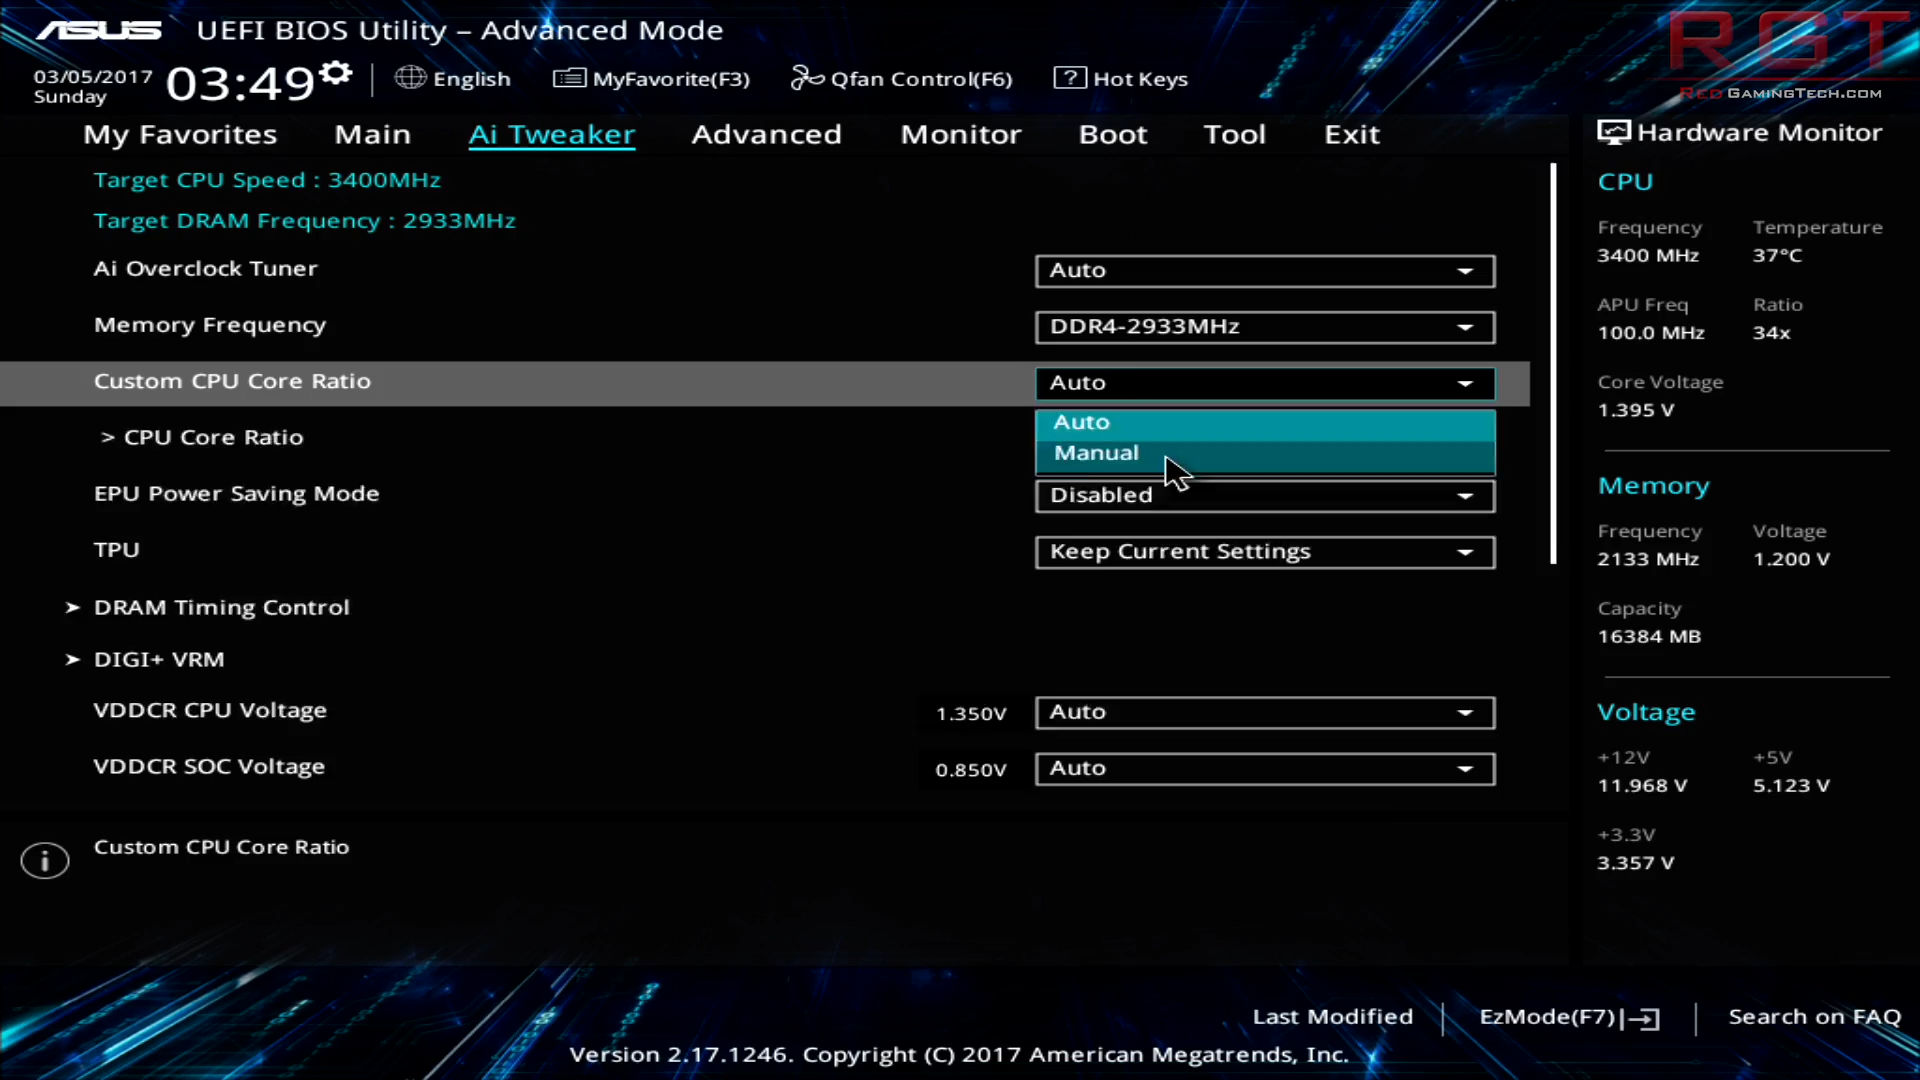 ASUS UEFI BIOS Utility – Advanced Mode
RGT
RedGamingTech.com
03/05/2017
Sunday
03:49
English MyFavorite(F3) Qfan Control(F6) ? Hot Keys
My Favorites Main Ai Tweaker Advanced Monitor Boot Tool Exit
Hardware Monitor
Target CPU Speed : 3400MHz
Target DRAM Frequency : 2933MHz
Ai Overclock Tuner Auto
Memory Frequency DDR4-2933MHz
Custom CPU Core Ratio Auto
Auto
Manual
> CPU Core Ratio
EPU Power Saving Mode Disabled
TPU Keep Current Settings
➤ DRAM Timing Control
➤ DIGI+ VRM
VDDCR CPU Voltage 1.350V Auto
VDDCR SOC Voltage 0.850V Auto
i Custom CPU Core Ratio
CPU
Frequency Temperature
3400 MHz 37°C
APU Freq Ratio
100.0 MHz 34x
Core Voltage
1.395 V
Memory
Frequency Voltage
2133 MHz 1.200 V
Capacity
16384 MB
Voltage
+12V +5V
11.968 V 5.123 V
+3.3V
3.357 V
Last Modified EzMode(F7) Search on FAQ
Version 2.17.1246. Copyright (C) 2017 American Megatrends, Inc.